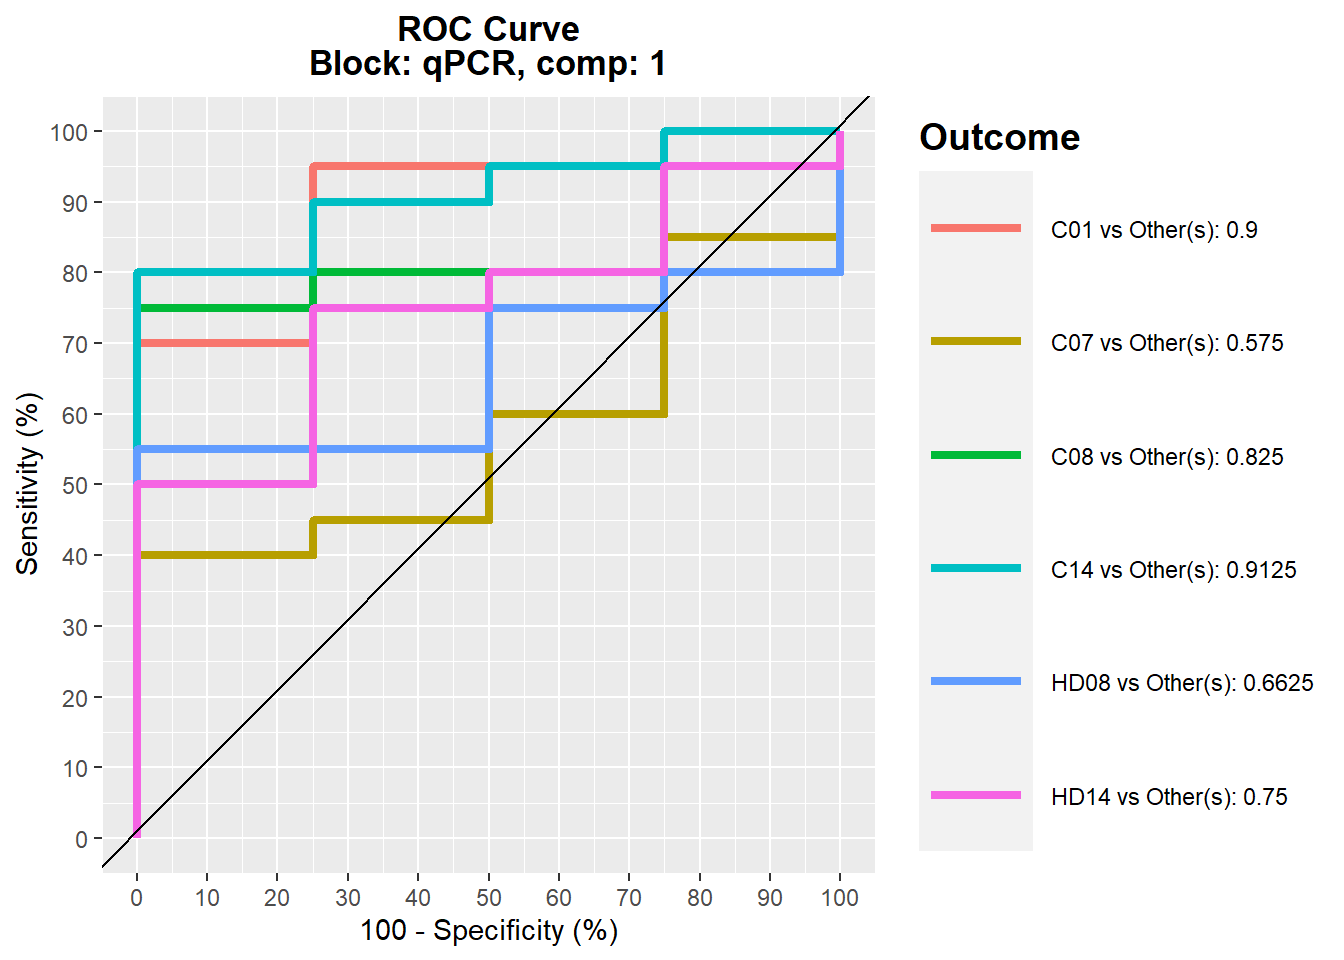 ROC Curve
Block: qPCR, comp: 1
Sensitivity (%)
100
90
80
70
60
50
40
30
20
10
0
0 10 20 30 40 50 60 70 80 90 100
100 - Specificity (%)
Outcome
C01 vs Other(s): 0.9
C07 vs Other(s): 0.575
C08 vs Other(s): 0.825
C14 vs Other(s): 0.9125
HD08 vs Other(s): 0.6625
HD14 vs Other(s): 0.75